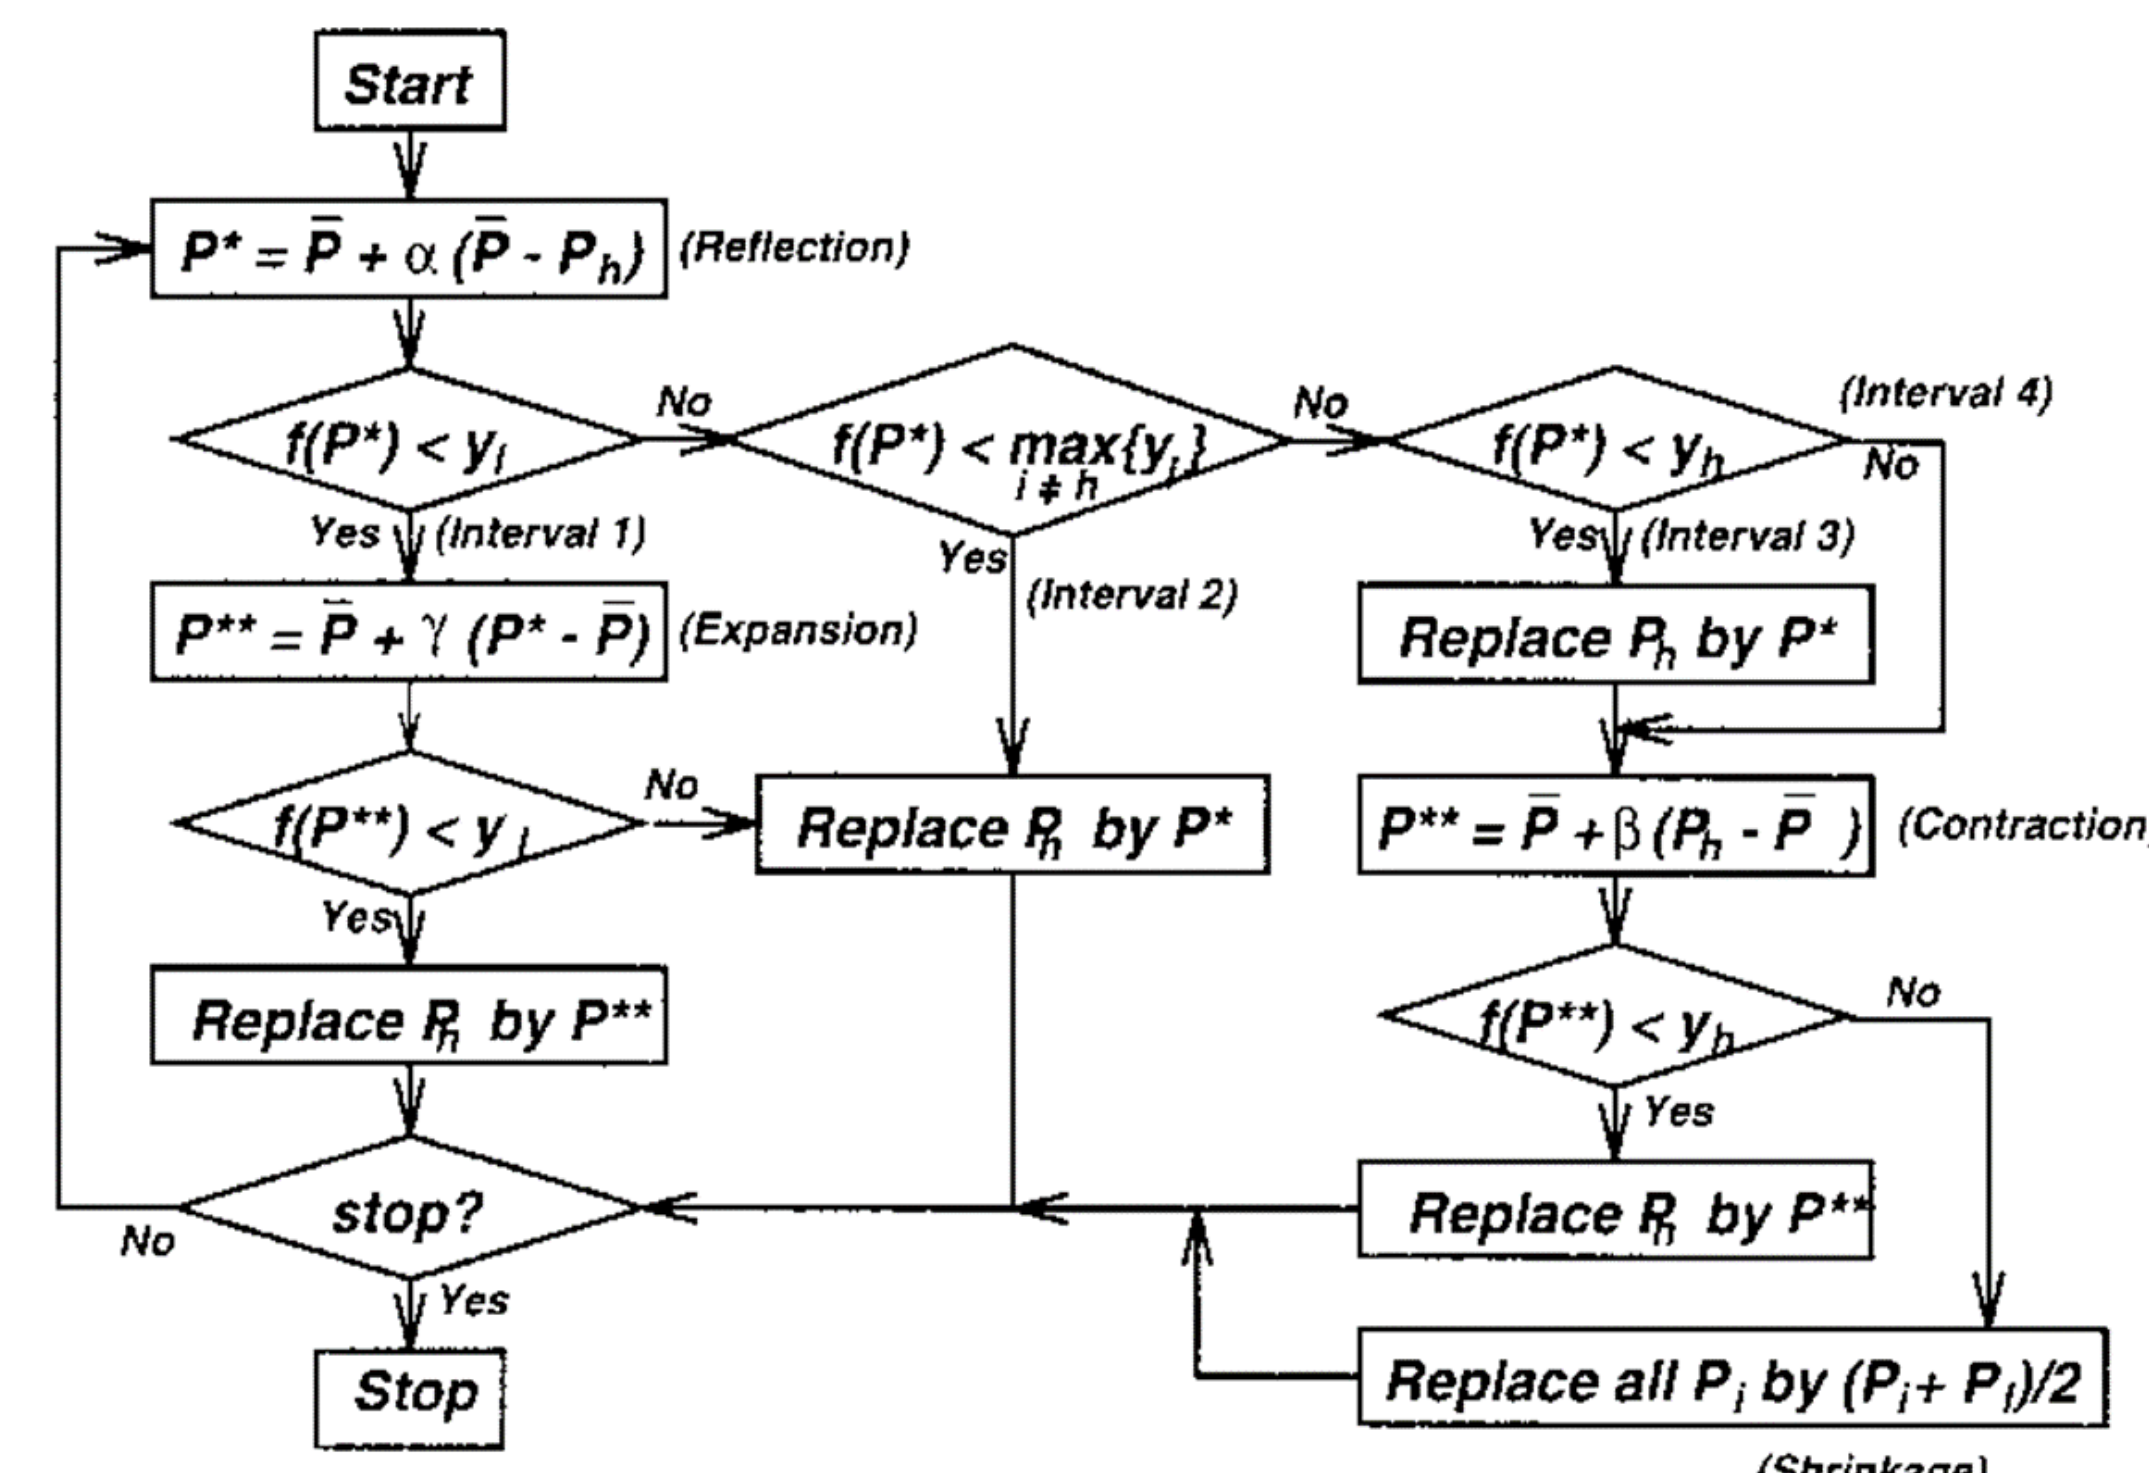 Start
P* = P̅ + α (P̅ - P_h) (Reflection)
f(P*) < y_l
No
f(P*) < max{y_i}
i ≠ h
No
f(P*) < y_h
(Interval 4)
No
Yes (Interval 1)
Yes
(Interval 2)
Yes (Interval 3)
P** = P̅ + γ (P* - P̅) (Expansion)
Replace P_h by P*
f(P**) < y_l
No
Replace P_h by P*
P** = P̅ + β (P_h - P̅ ) (Contraction)
Yes
f(P**) < y_h
No
Replace P_h by P**
Yes
stop?
No
Replace P_h by P**
Yes
Stop
Replace all P_i by (P_i + P_l)/2
(Shrinkage)